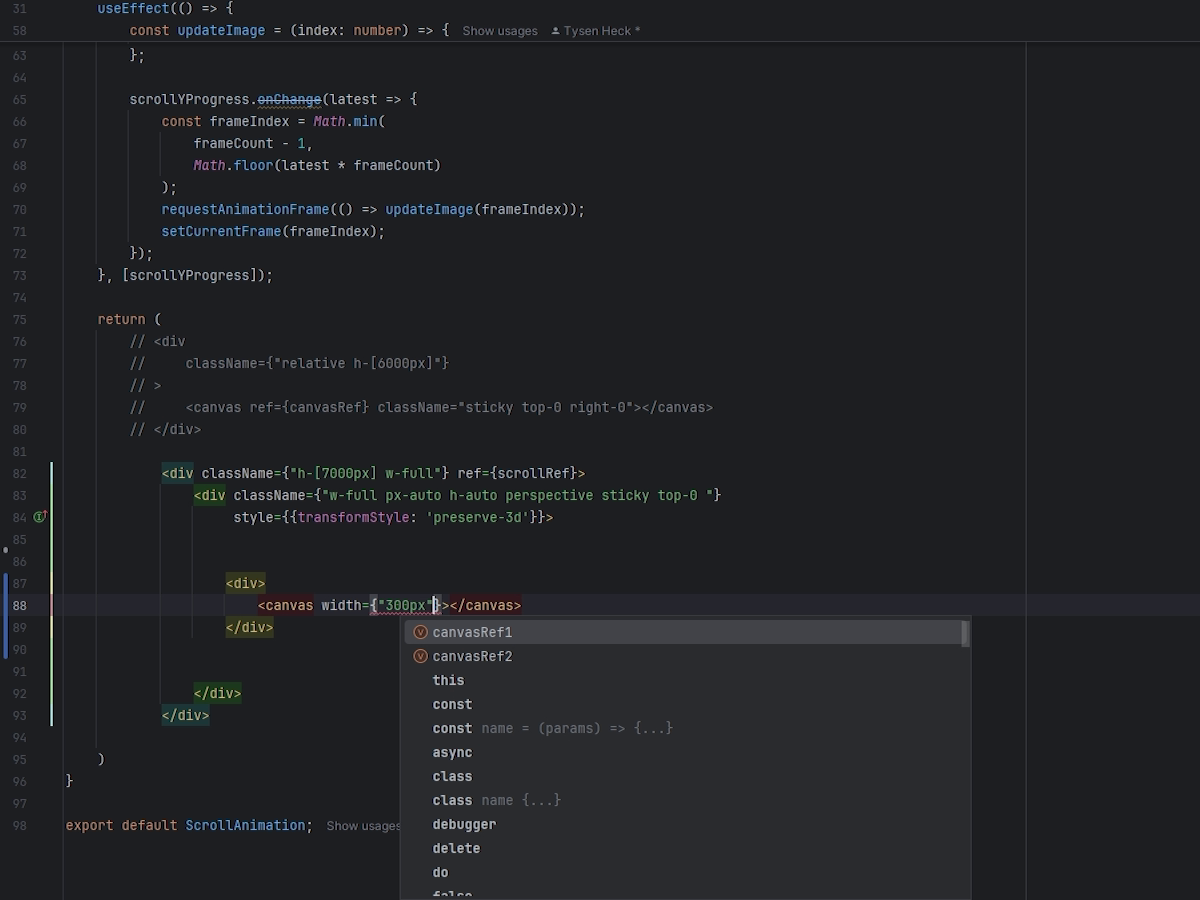 31 useEffect(() => {
58 const updateImage = (index: number) => { Show usages Tysen Heck *
63 };
64
65 scrollYProgress.onChange(latest => {
66 const frameIndex = Math.min(
67 frameCount - 1,
68 Math.floor(latest * frameCount)
69 );
70 requestAnimationFrame(() => updateImage(frameIndex));
71 setCurrentFrame(frameIndex);
72 });
73 }, [scrollYProgress]);
74
75 return (
76 // <div
77 //     className={"relative h-[6000px]"}
78 // >
79 //     <canvas ref={canvasRef} className="sticky top-0 right-0"></canvas>
80 // </div>
81
82 <div className={"h-[7000px] w-full"} ref={scrollRef}>
83 <div className={"w-full px-auto h-auto perspective sticky top-0 "}
84 style={{transformStyle: 'preserve-3d'}}>
85
86
87 <div>
88 <canvas width={"300px"}></canvas>
89 </div>
90
91
92 </div>
93 </div>
94
95 )
96 }
97
98 export default ScrollAnimation; Show usages
canvasRef1
canvasRef2
this
const
const name = (params) => {...}
async
class
class name {...}
debugger
delete
do
false